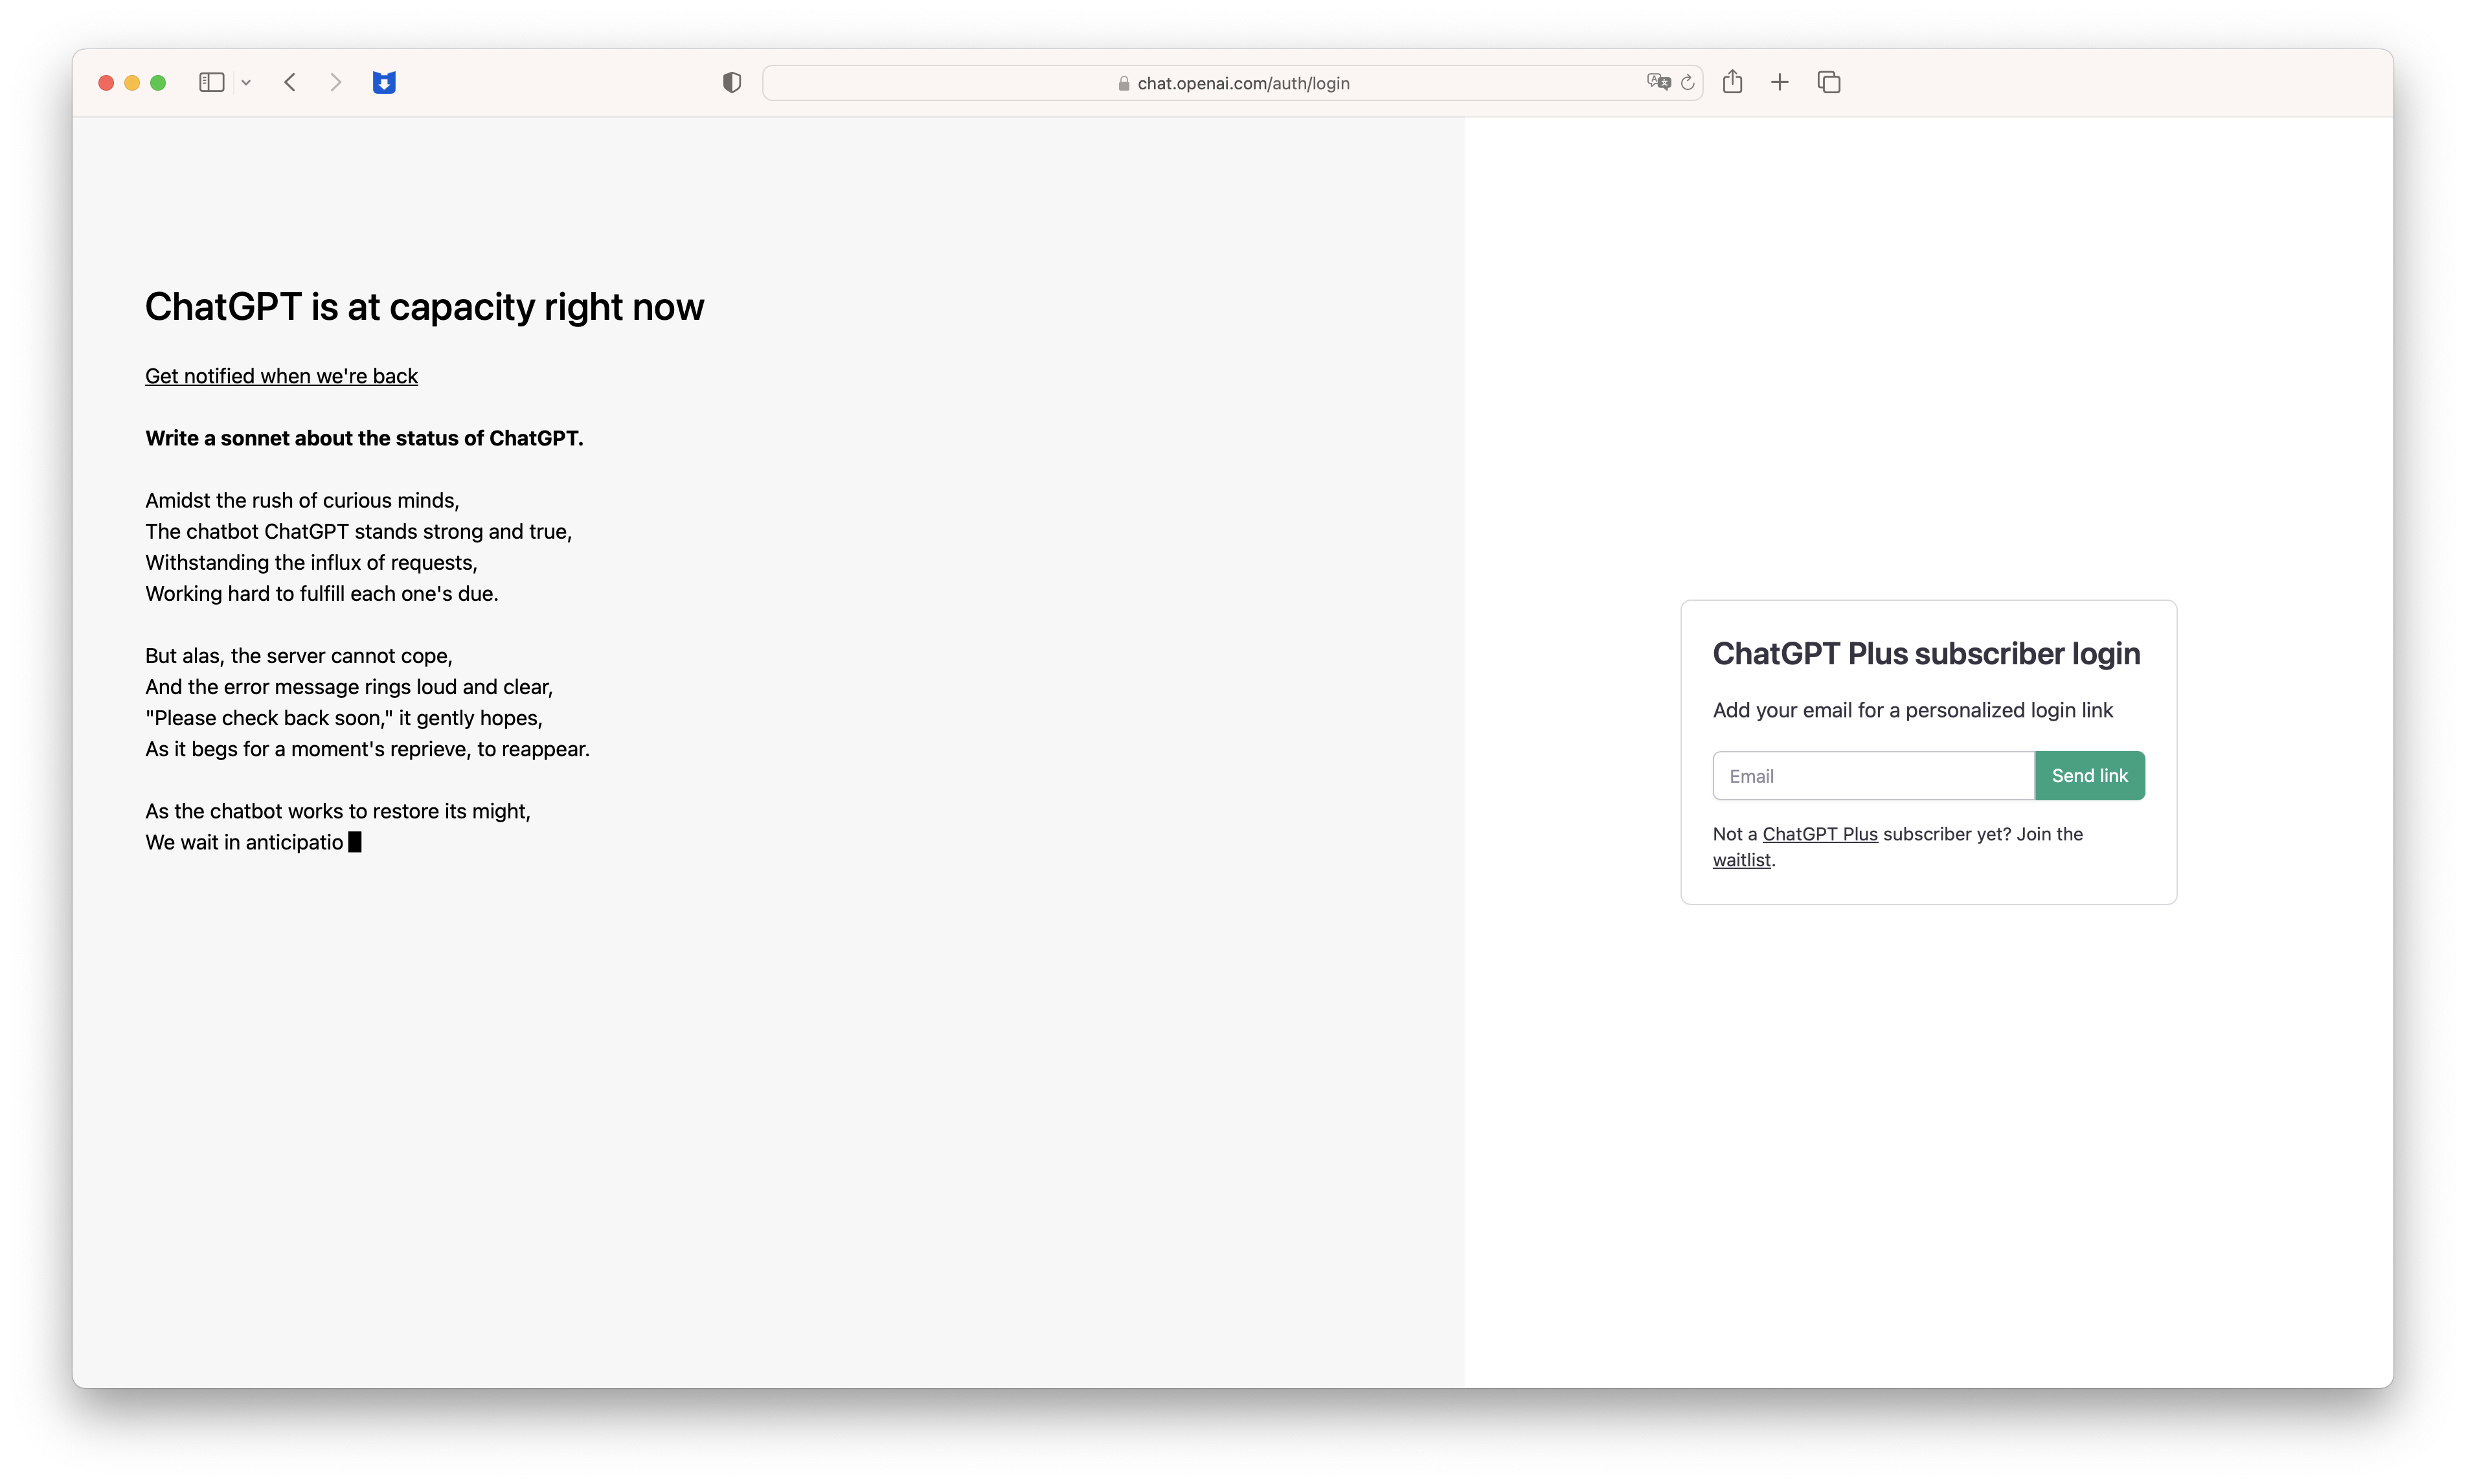 chat.openai.com/auth/login
ChatGPT is at capacity right now
Get notified when we're back
Write a sonnet about the status of ChatGPT.
Amidst the rush of curious minds,
The chatbot ChatGPT stands strong and true,
Withstanding the influx of requests,
Working hard to fulfill each one's due.
But alas, the server cannot cope,
And the error message rings loud and clear,
"Please check back soon," it gently hopes,
As it begs for a moment's reprieve, to reappear.
As the chatbot works to restore its might,
We wait in anticipatio
ChatGPT Plus subscriber login
Add your email for a personalized login link
Email
Send link
Not a ChatGPT Plus subscriber yet? Join the
waitlist.